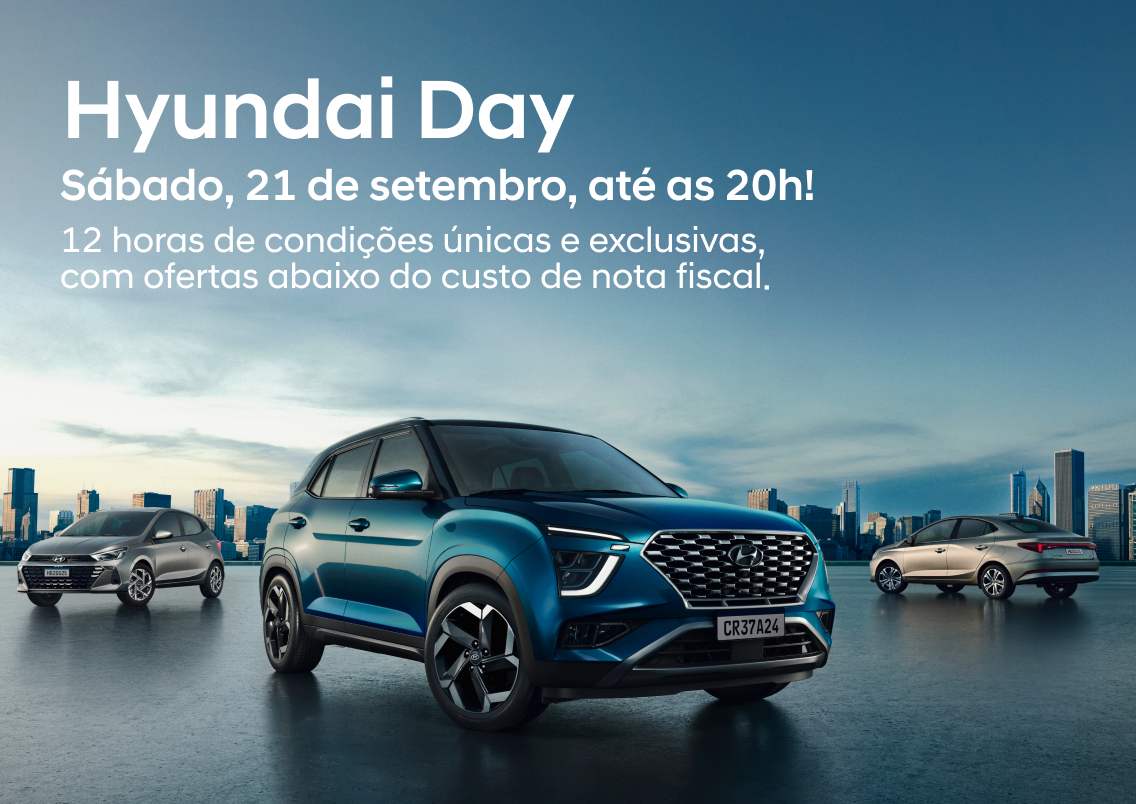 Hyundai Day
Sábado, 21 de setembro, até as 20h!
12 horas de condições únicas e exclusivas,
com ofertas abaixo do custo de nota fiscal.
CR37A24